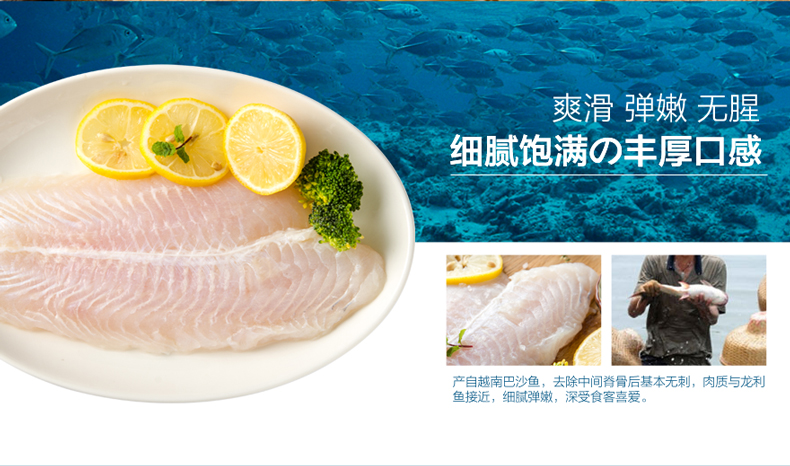 爽滑 弹嫩 无腥
细腻饱满の丰厚口感
产自越南巴沙鱼，去除中间脊骨后基本无刺，肉质与龙利
鱼接近，细腻弹嫩，深受食客喜爱。